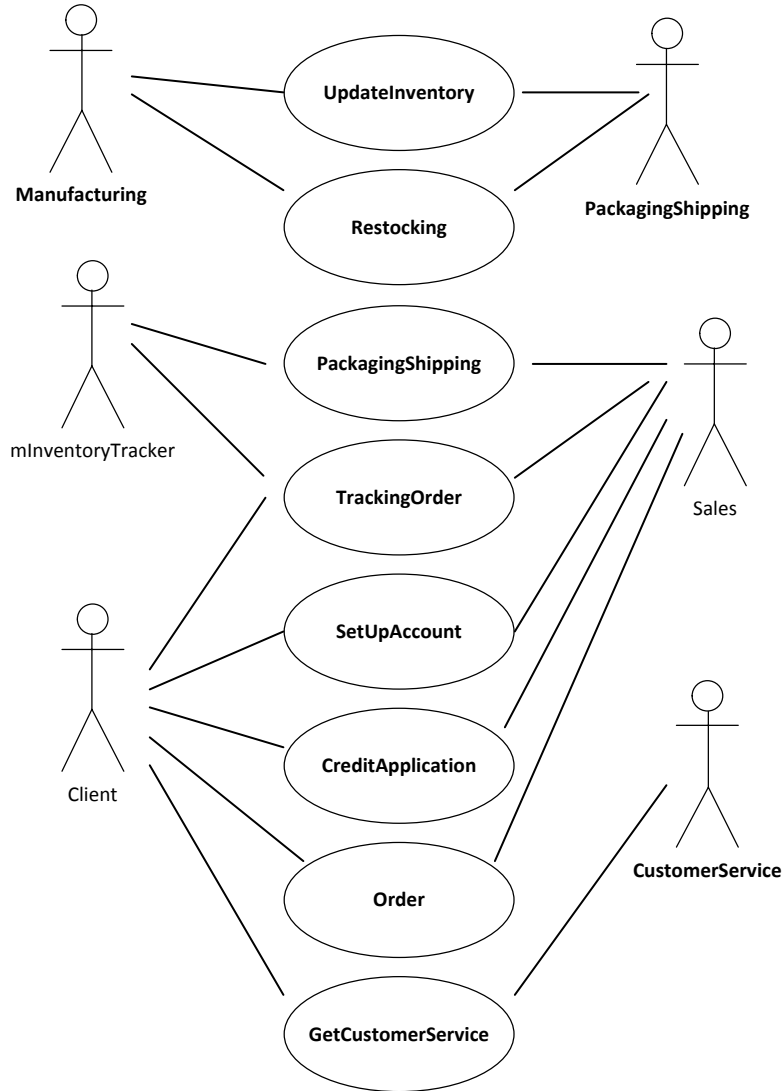 UpdateInventory
Manufacturing
PackagingShipping
Restocking
PackagingShipping
mInventoryTracker
TrackingOrder
Sales
SetUpAccount
CreditApplication
Client
CustomerService
Order
GetCustomerService